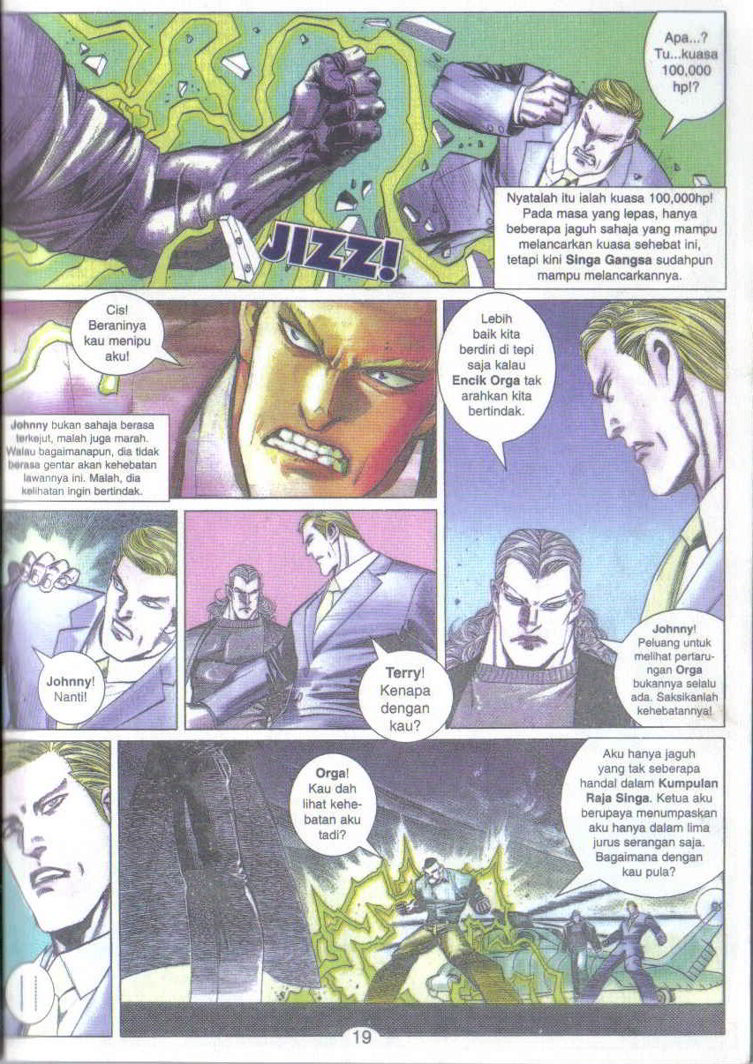 Apa...?
Tu...kuasa
100,000
hp!?
Nyatalah itu ialah kuasa 100,000hp!
Pada masa yang lepas, hanya
beberapa jaguh sahaja yang mampu
melancarkan kuasa sehebat ini,
tetapi kini Singa Gangsa sudahpun
mampu melancarkannya.
JIZZ!
Cis!
Beraninya
kau menipu
aku!
Johnny bukan sahaja berasa
terkejut, malah juga marah.
Walau bagaimanapun, dia tidak
berasa gentar akan kehebatan
lawannya ini. Malah, dia
kelihatan ingin bertindak.
Lebih
baik kita
berdiri di tepi
saja kalau
Encik Orga tak
arahkan kita
bertindak.
Johnny!
Nanti!
Terry!
Kenapa
dengan
kau?
Johnny!
Peluang untuk
melihat pertaru-
ngan Orga
bukannya selalu
ada. Saksikanlah
kehebatannya!
Orga!
Kau dah
lihat kehe-
batan aku
tadi?
Aku hanya jaguh
yang tak seberapa
handal dalam Kumpulan
Raja Singa. Ketua aku
berupaya menumpaskan
aku hanya dalam lima
jurus serangan saja.
Bagaimana dengan
kau pula?
19